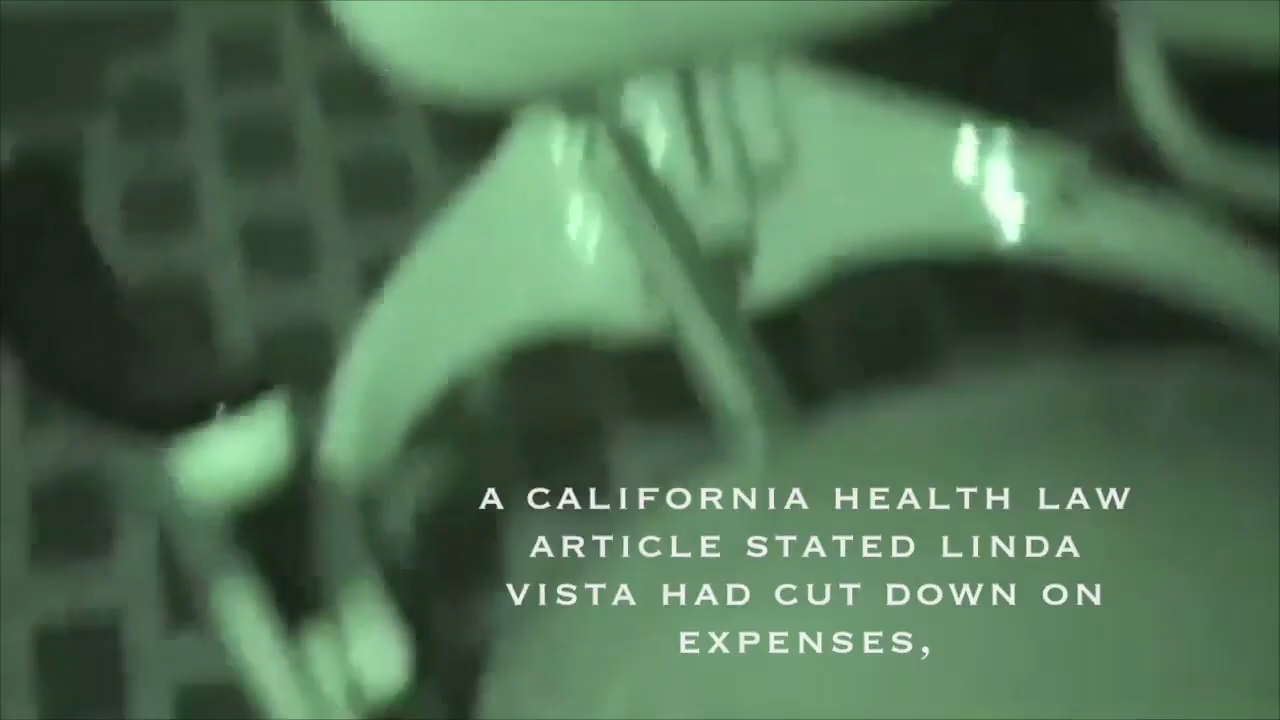 A CALIFORNIA HEALTH LAW
ARTICLE STATED LINDA
VISTA HAD CUT DOWN ON
EXPENSES,